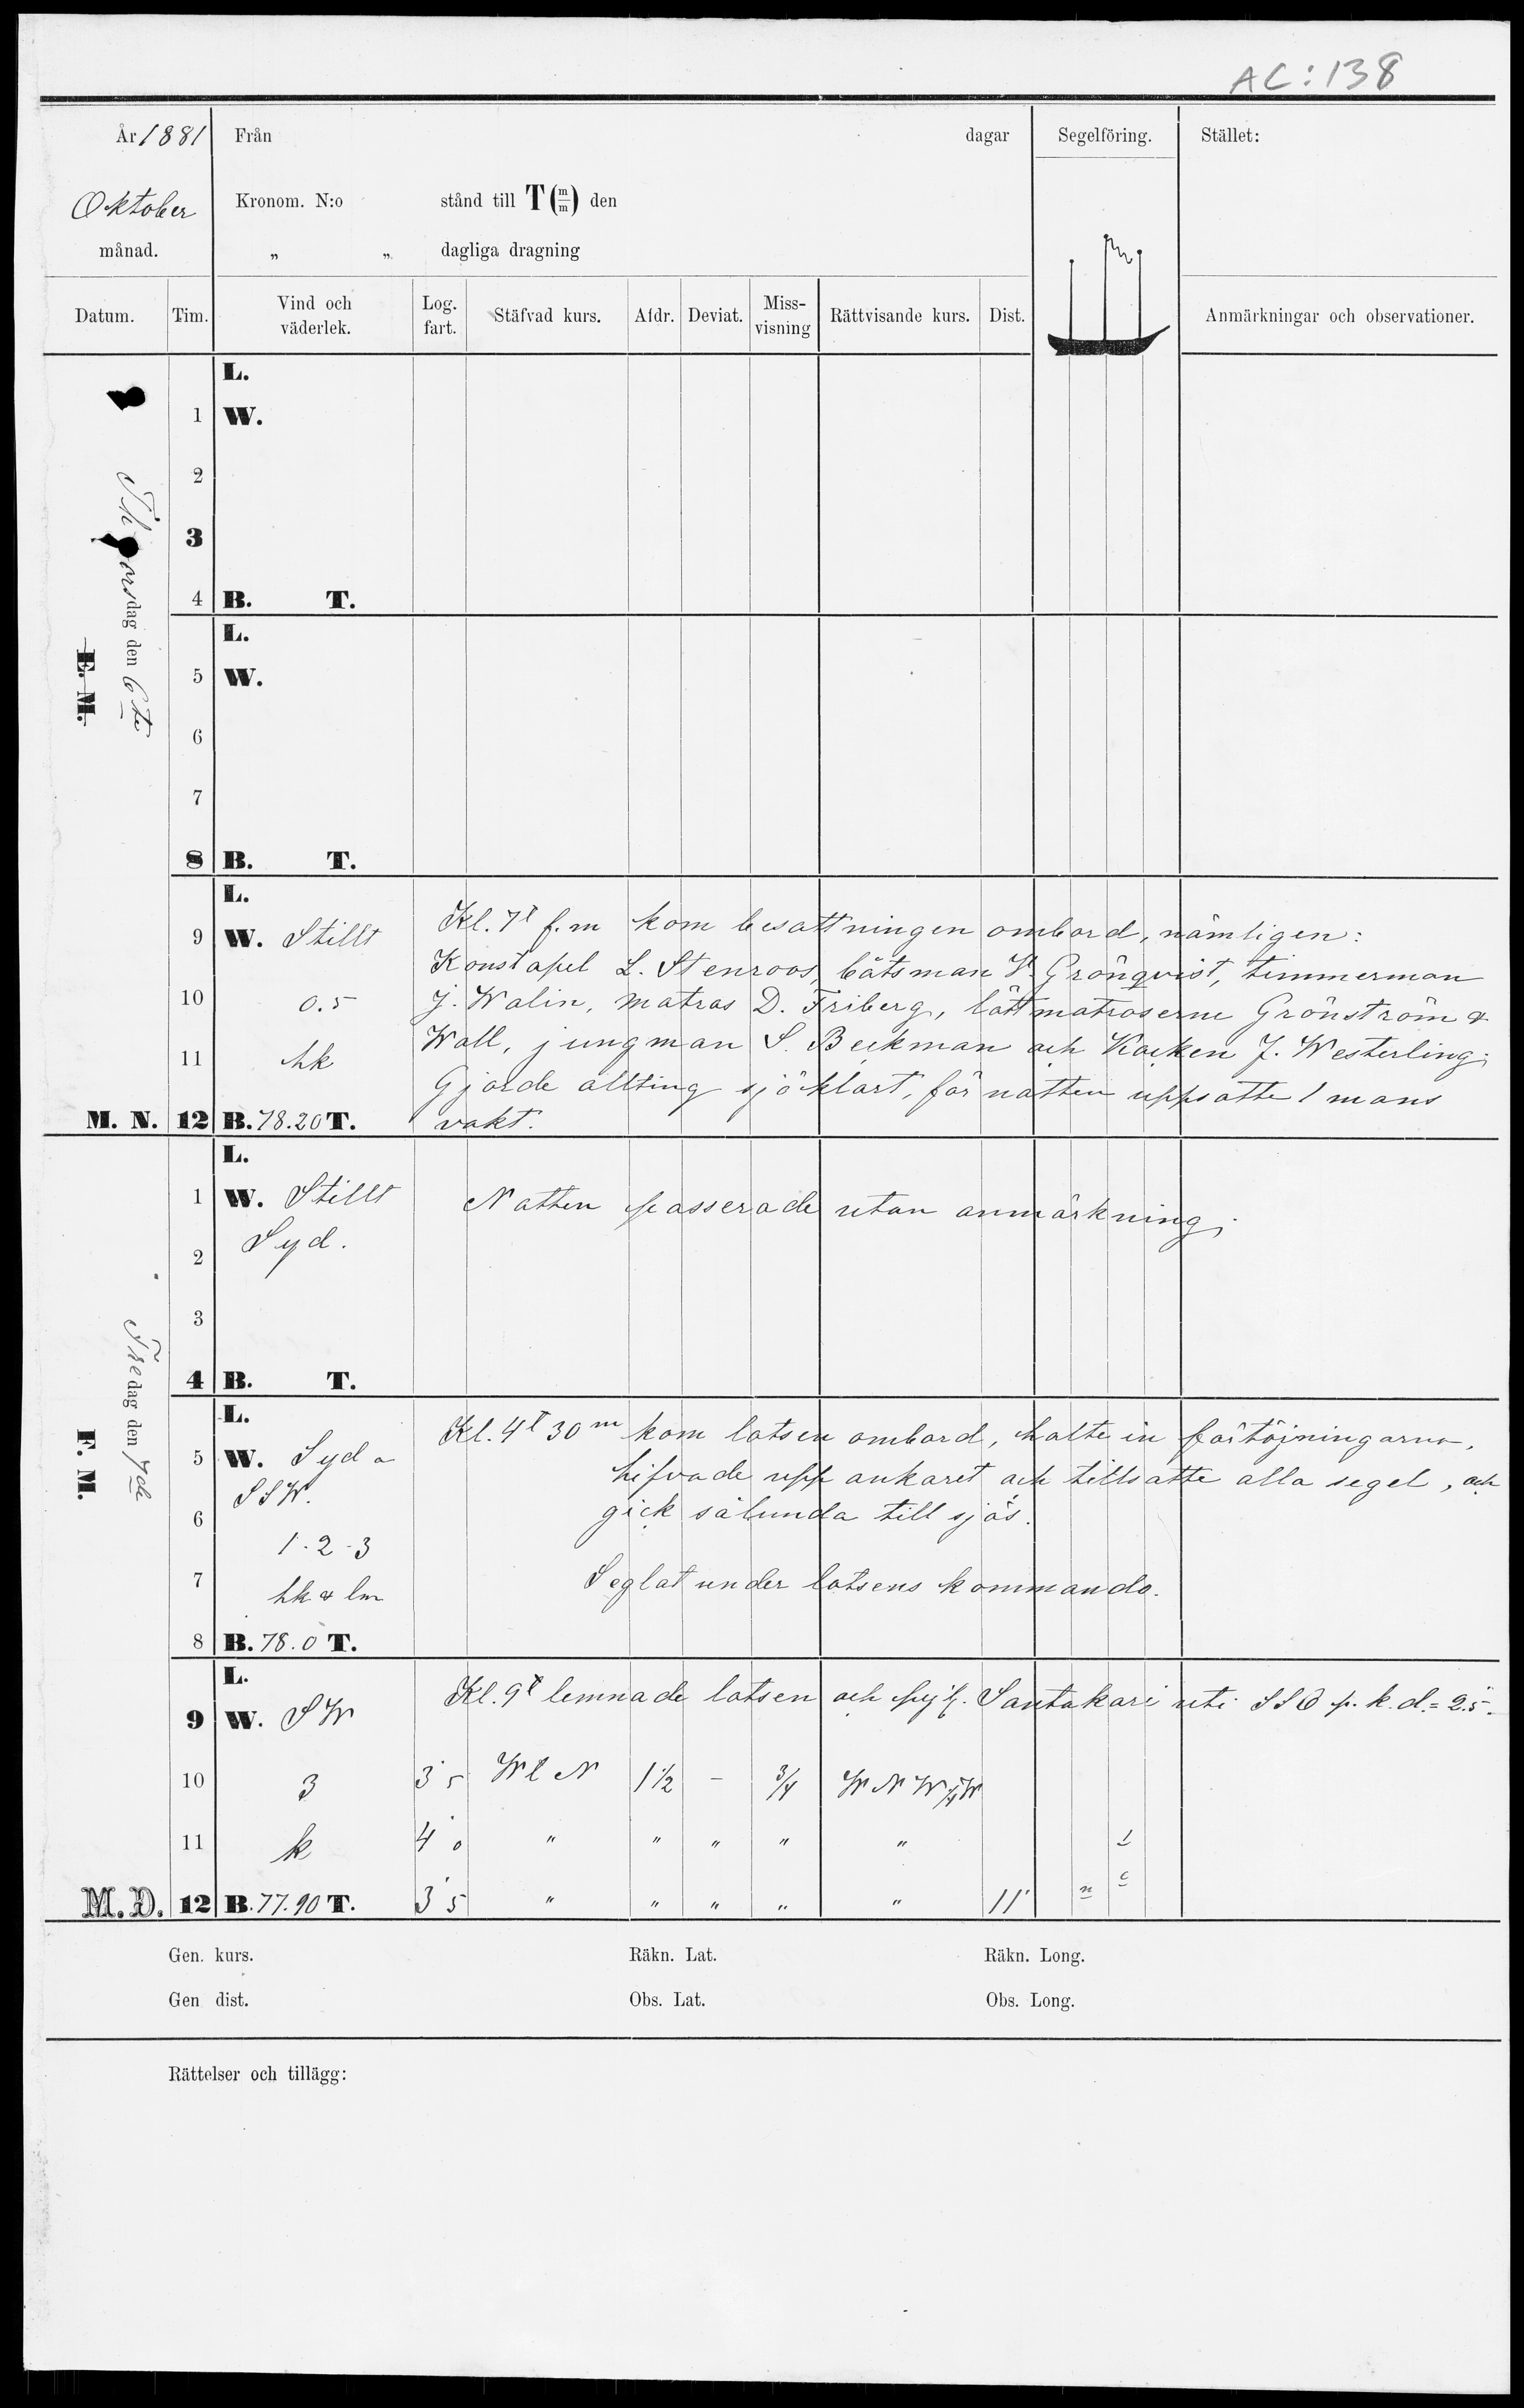 AC:138
År 1881 Från dagar Segelföring. Stället:
Oktober Kronom. N:o stånd till T(m/m) den
månad. „ „ dagliga dragning
Datum. Tim. Vind och väderlek. Log. fart. Stäfvad kurs. Afdr. Deviat. Miss-visning Rättvisande kurs. Dist. Anmärkningar och observationer.
Thorsdag den 6te
E. M.
L.
1 W.
2
3
4 B. T.
L.
5 W.
6
7
8 B. T.
L.
9 W. Stillt Kl. 7t f.m kom besattningen ombord, nämligen:
Konstapel L. Stenroos, båtsman V. Grönqvist, timmerman
10 0.5 J. Walin, matros D. Friberg, lättmatroserne Grönström &
11 hk Wall, jungman S. Beckman och Kocken J. Westerling;
Gjorde allting sjöklart, för natten uppsatte 1 mans
M. N. 12 B. 78.20 T. vakt.
Fredag den 7de
F. M.
L.
1 W. Stillt Natten passerade utan anmärkning;
2 Syd.
3
4 B. T.
L.
Kl. 4t 30m kom lotsen ombord, halte in förtöjningarna,
5 W. Syd a hifvade upp ankaret och tillsatte alla segel, och
SSW.
6 gick sålunda till sjös.
1-2-3
7 hk & lm Seglat under lotsens kommando.
8 B. 78.0 T.
L.
Kl. 9t lemnade lotsen och Santakari uti SSO p. k. d.= 2.5.
9 W. SW
10 3 3 5 WtN 1½ – ¾ WNW¼W
11 k 4 0 " " " " "
M.D. 12 B. 77.90 T. 3 5 " " " " " 11'
Gen. kurs. Räkn. Lat. Räkn. Long.
Gen dist. Obs. Lat. Obs. Long.
Rättelser och tillägg: